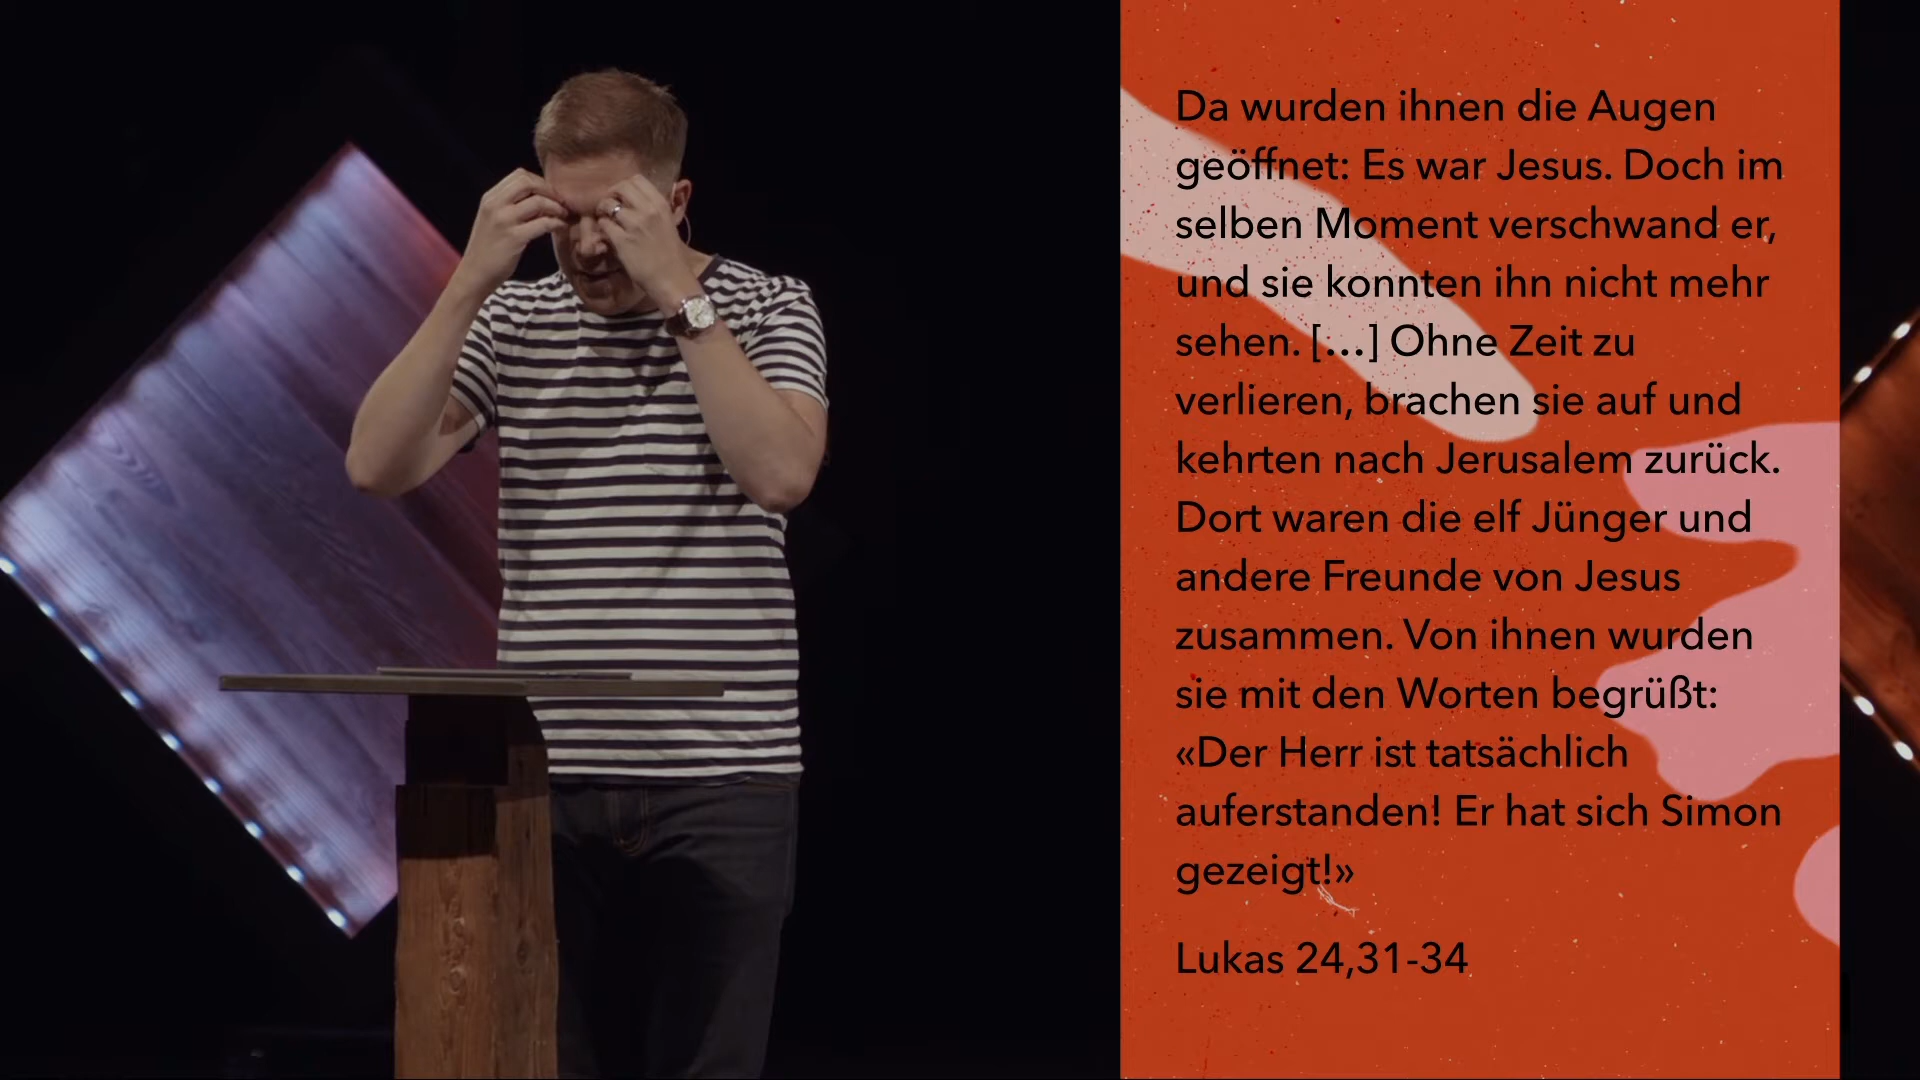 Da wurden ihnen die Augen
geöffnet: Es war Jesus. Doch im
selben Moment verschwand er,
und sie konnten ihn nicht mehr
sehen. […] Ohne Zeit zu
verlieren, brachen sie auf und
kehrten nach Jerusalem zurück.
Dort waren die elf Jünger und
andere Freunde von Jesus
zusammen. Von ihnen wurden
sie mit den Worten begrüßt:
«Der Herr ist tatsächlich
auferstanden! Er hat sich Simon
gezeigt!»
Lukas 24,31-34